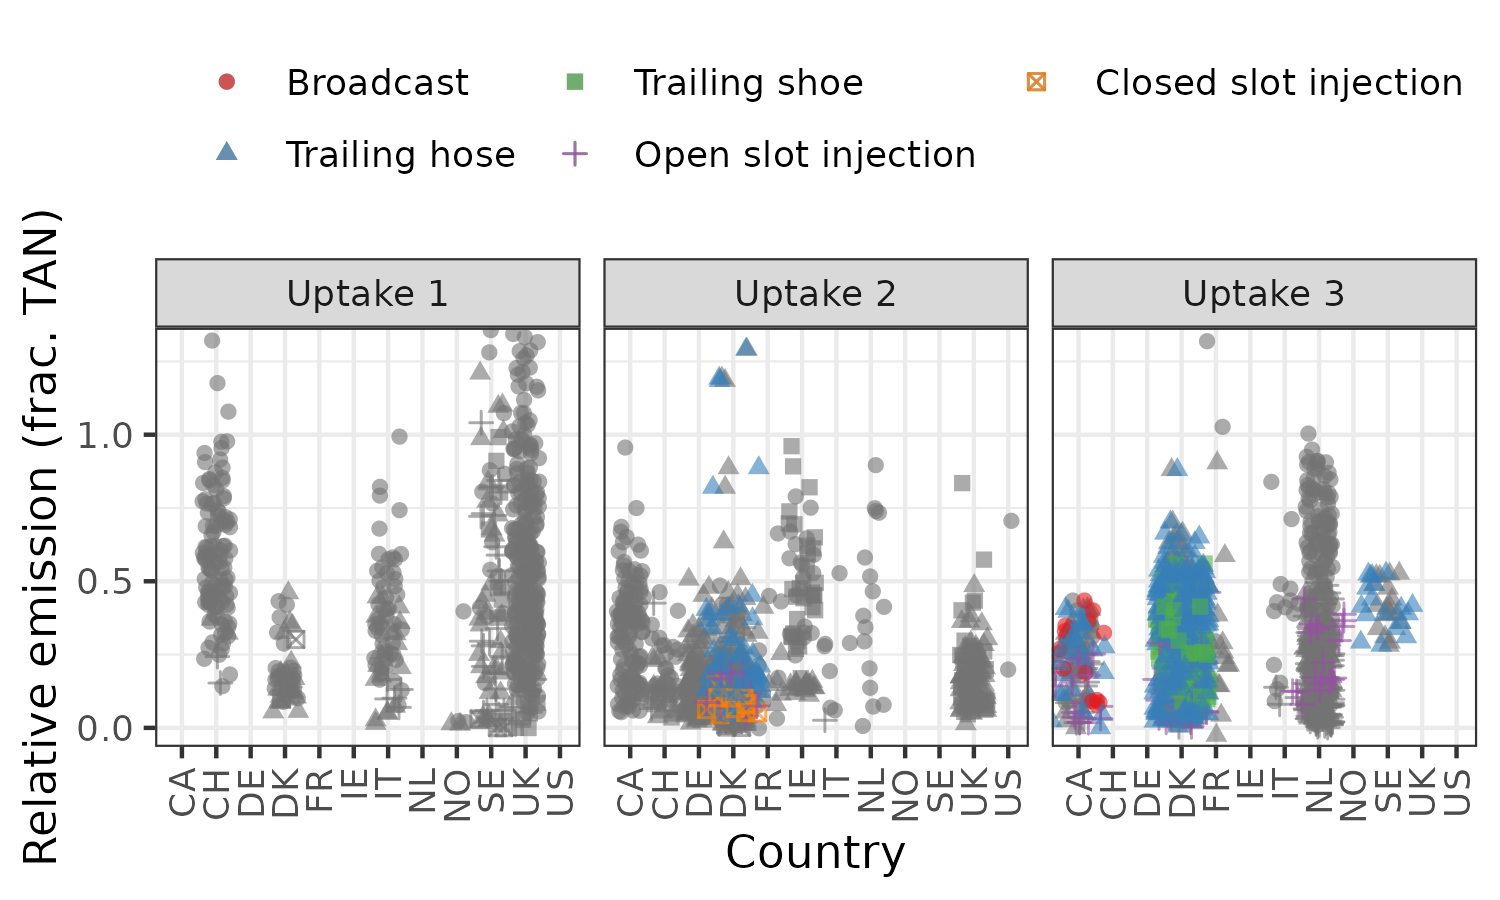 Broadcast
Trailing shoe
Closed slot injection
Trailing hose
Open slot injection
Relative emission (frac. TAN)
Uptake 1
Uptake 2
Uptake 3
1.0
0.5
0.0
CA CH DE DK FR IE IT NL NO SE UK US
CA CH DE DK FR IE IT NL NO SE UK US
CA CH DE DK FR IE IT NL NO SE UK US
Country